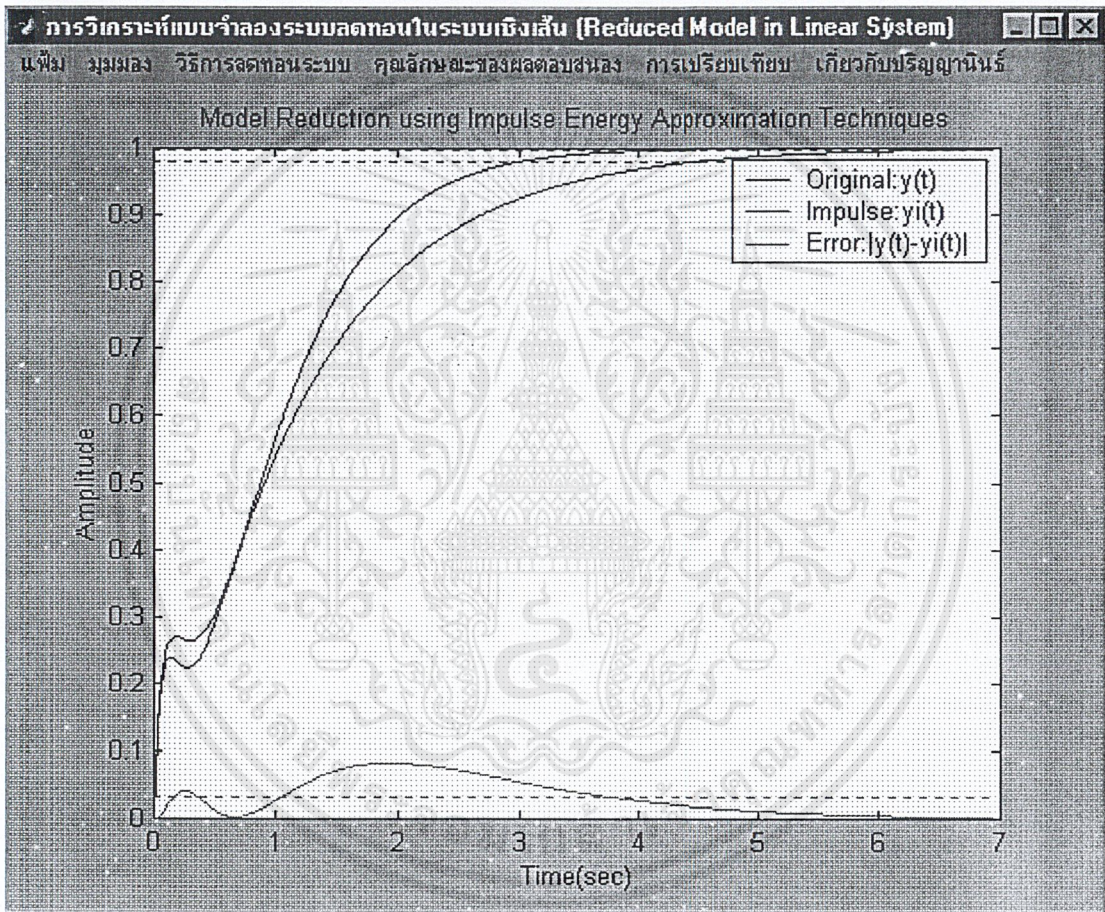 การวิเคราะห์แบบจำลองระบบลดทอนในระบบเชิงเส้น (Reduced Model in Linear System)
แฟ้ม มุมมอง วิธีการลดทอนระบบ คุณลักษณะของผลตอบสนอง การเปรียบเทียบ เกี่ยวกับปริญญานิพนธ์
Model Reduction using Impulse Energy Approximation Techniques
Original:y(t)
Impulse:yi(t)
Error:|y(t)-yi(t)|
Amplitude
1
0.9
0.8
0.7
0.6
0.5
0.4
0.3
0.2
0.1
0
0 1 2 3 4 5 6 7
Time(sec)